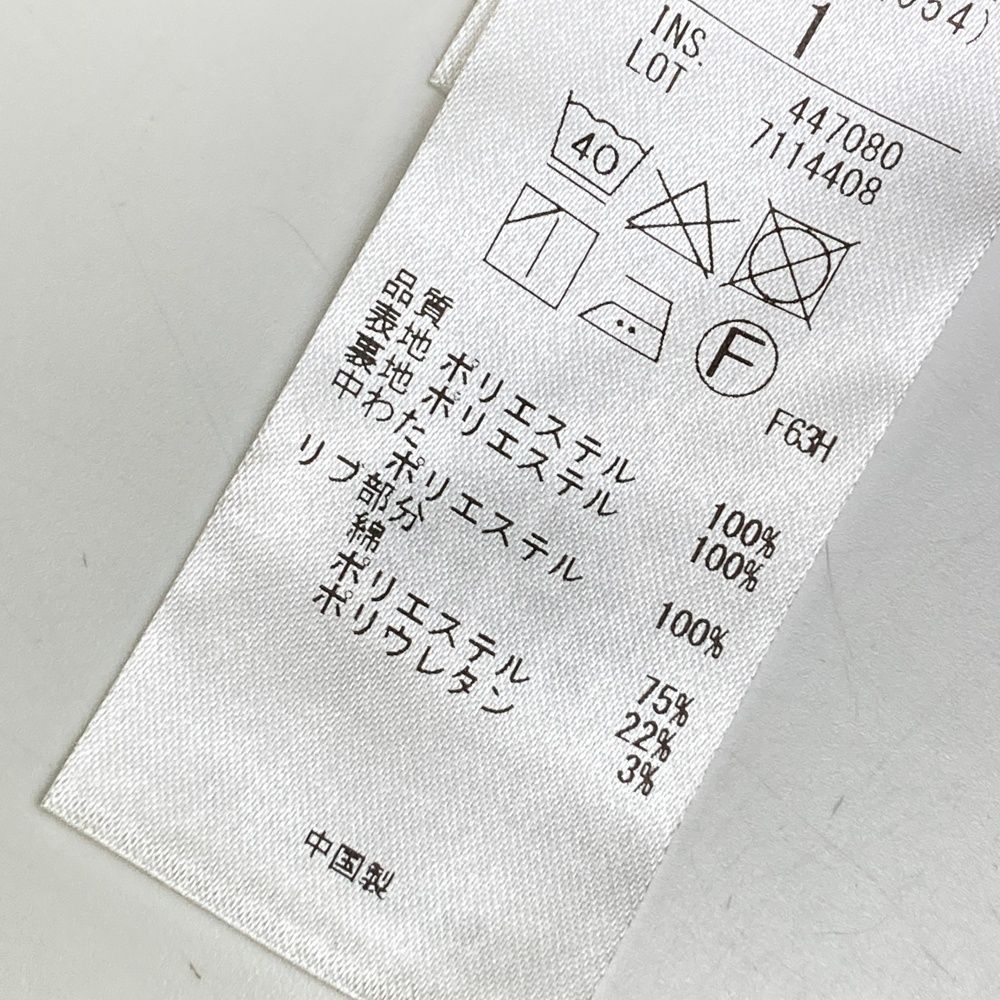 054)
1
INS. 447080
LOT 7114408
40
F
F63H
品質
表地 ポリエステル 100%
裏地 ポリエステル 100%
中わた
ポリエステル 100%
リブ部分
綿 75%
ポリエステル 22%
ポリウレタン 3%
中国製